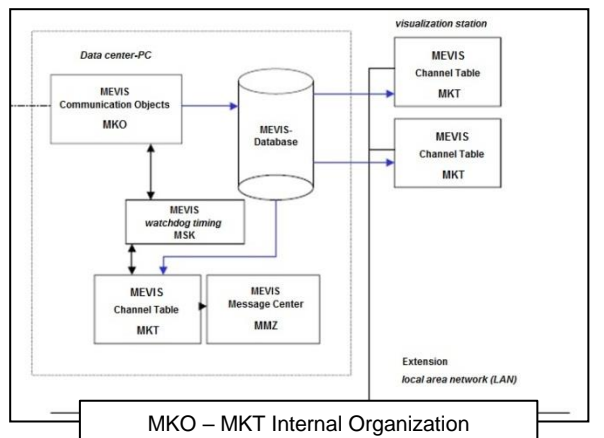 visualization station
Data center-PC
MEVIS
Communication Objects
MKO
MEVIS-
Database
MEVIS
Channel Table
MKT
MEVIS
Channel Table
MKT
MEVIS
watchdog timing
MSK
MEVIS
Channel Table
MKT
MEVIS
Message Center
MMZ
Extension
local area network (LAN)
MKO – MKT Internal Organization